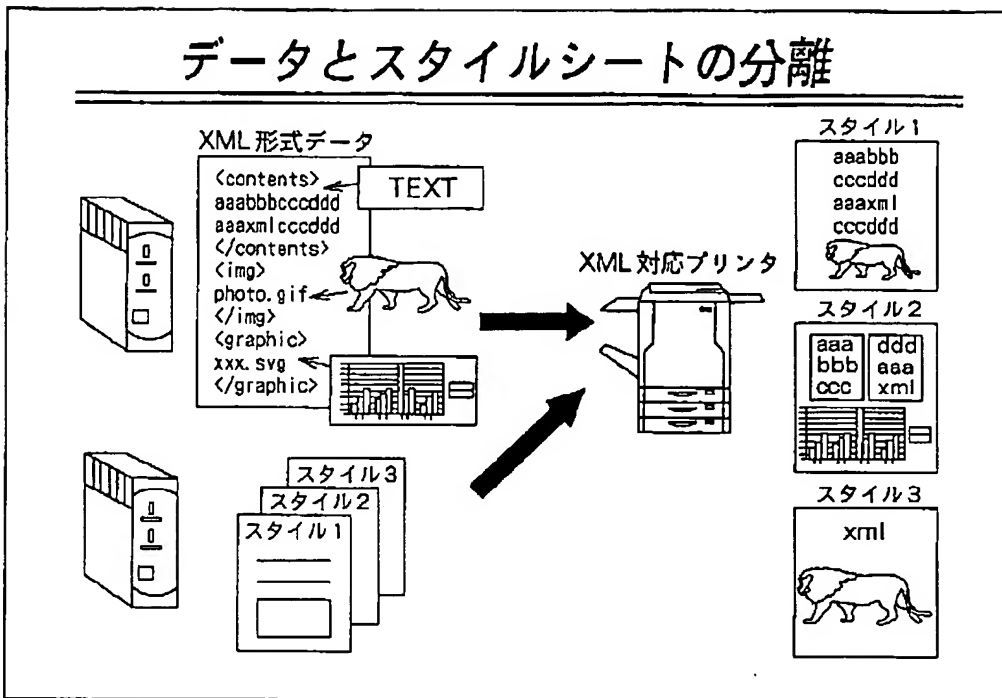 データとスタイルシートの分離
XML形式データ
<contents>
aaabbbcccddd
aaaxmlcccddd
</contents>
<img>
photo.gif
</img>
<graphic>
xxx.svg
</graphic>
TEXT
スタイル3
スタイル2
スタイル1
XML対応プリンタ
スタイル1
aaabbb
cccddd
aaaxml
cccddd
スタイル2
aaa
bbb
ccc
ddd
aaa
xml
スタイル3
xml